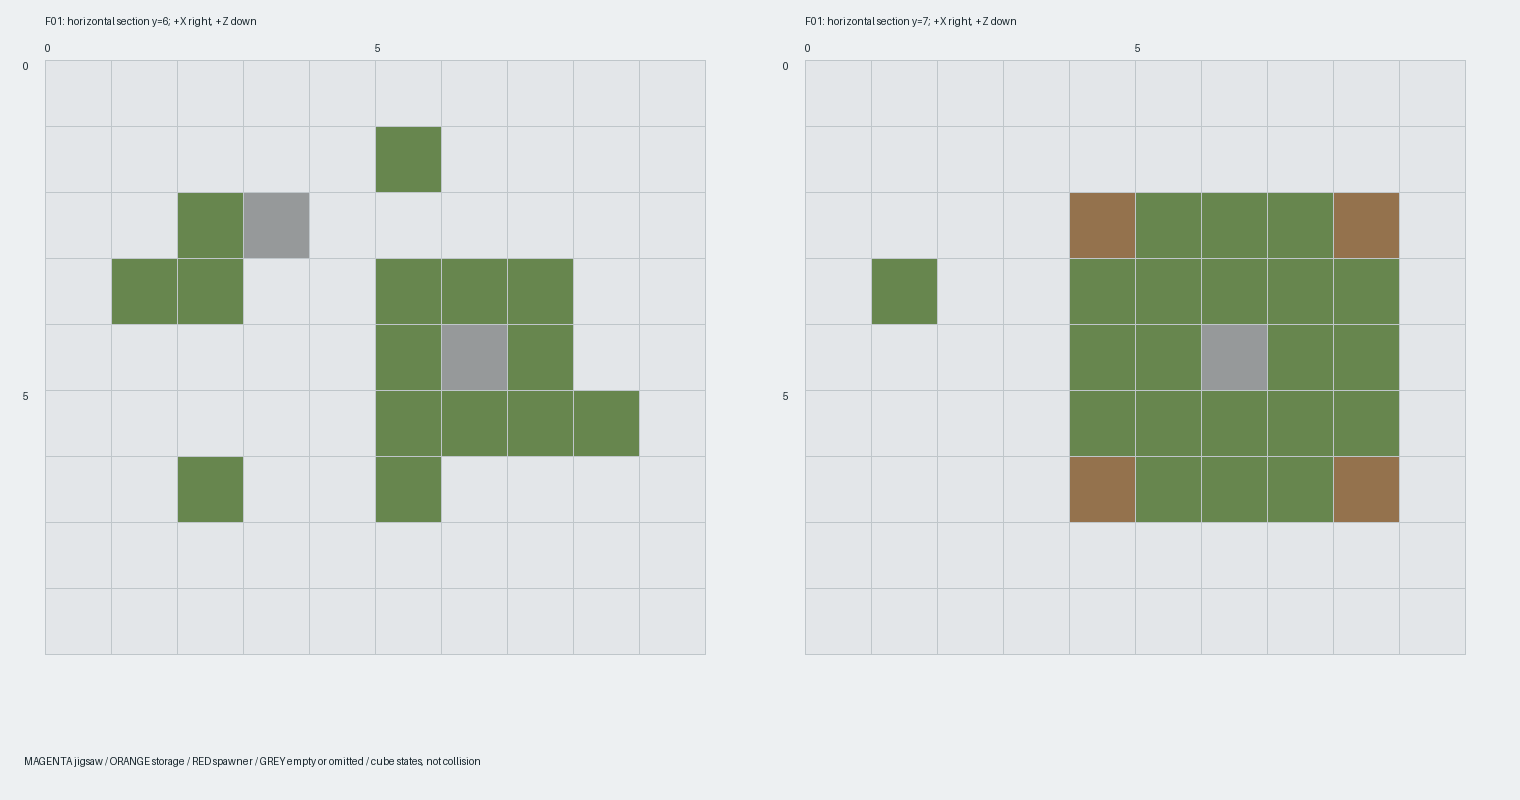 F01: horizontal section y=6; +X right, +Z down
F01: horizontal section y=7; +X right, +Z down
0 5
0 5
0
0
5
5
MAGENTA jigsaw / ORANGE storage / RED spawner / GREY empty or omitted / cube states, not collision